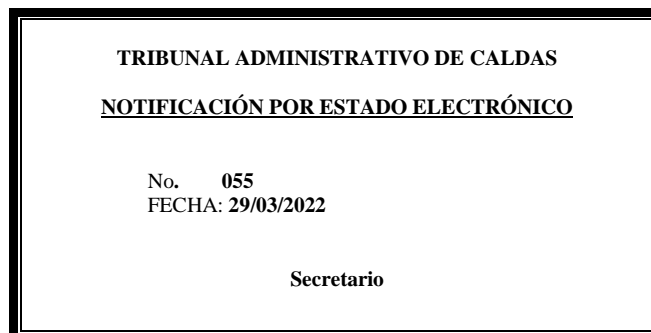 TRIBUNAL ADMINISTRATIVO DE CALDAS
NOTIFICACIÓN POR ESTADO ELECTRÓNICO
No. 055
FECHA: 29/03/2022
Secretario